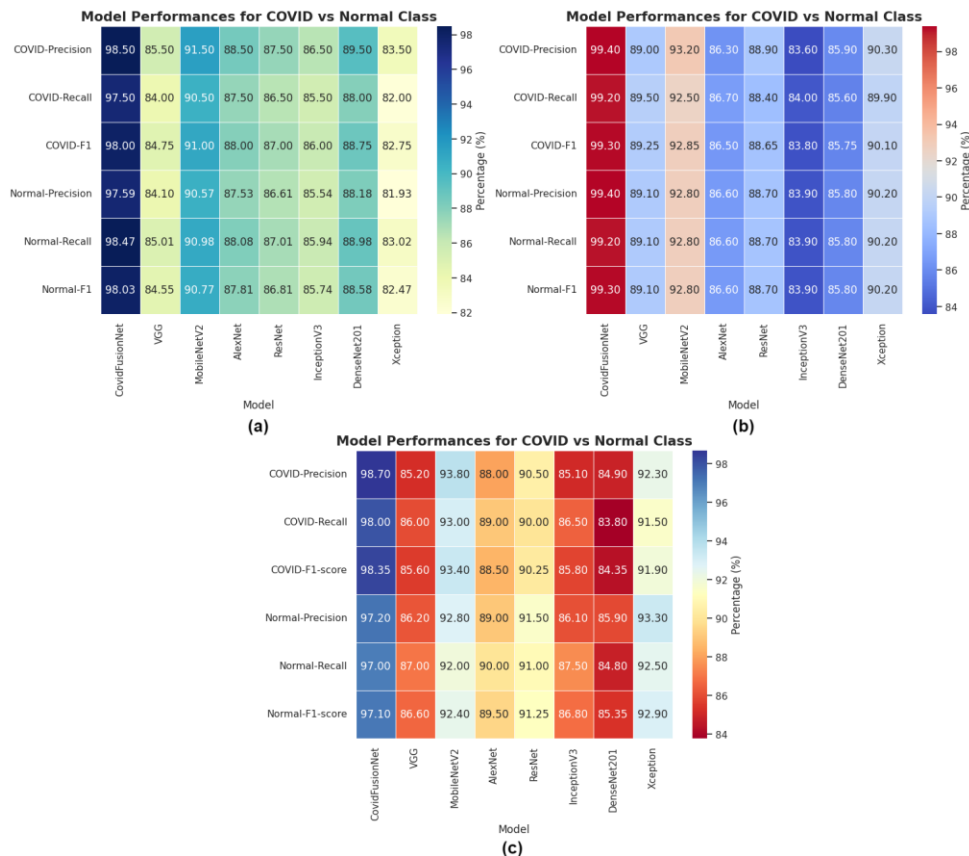 Model Performances for COVID vs Normal Class
COVID-Precision 98.50 85.50 91.50 88.50 87.50 86.50 89.50 83.50
COVID-Recall 97.50 84.00 90.50 87.50 86.50 85.50 88.00 82.00
COVID-F1 98.00 84.75 91.00 88.00 87.00 86.00 88.75 82.75
Normal-Precision 97.59 84.10 90.57 87.53 86.61 85.54 88.18 81.93
Normal-Recall 98.47 85.01 90.98 88.08 87.01 85.94 88.98 83.02
Normal-F1 98.03 84.55 90.77 87.81 86.81 85.74 88.58 82.47
CovidFusionNet VGG MobileNetV2 AlexNet ResNet InceptionV3 DenseNet201 Xception
Model
98
96
94
92
90
88
86
84
82
Percentage (%)
(a)
Model Performances for COVID vs Normal Class
COVID-Precision 99.40 89.00 93.20 86.30 88.90 83.60 85.90 90.30
COVID-Recall 99.20 89.50 92.50 86.70 88.40 84.00 85.60 89.90
COVID-F1 99.30 89.25 92.85 86.50 88.65 83.80 85.75 90.10
Normal-Precision 99.40 89.10 92.80 86.60 88.70 83.90 85.80 90.20
Normal-Recall 99.20 89.10 92.80 86.60 88.70 83.90 85.80 90.20
Normal-F1 99.30 89.10 92.80 86.60 88.70 83.90 85.80 90.20
CovidFusionNet VGG MobileNetV2 AlexNet ResNet InceptionV3 DenseNet201 Xception
Model
98
96
94
92
90
88
86
84
Percentage (%)
(b)
Model Performances for COVID vs Normal Class
COVID-Precision 98.70 85.20 93.80 88.00 90.50 85.10 84.90 92.30
COVID-Recall 98.00 86.00 93.00 89.00 90.00 86.50 83.80 91.50
COVID-F1-score 98.35 85.60 93.40 88.50 90.25 85.80 84.35 91.90
Normal-Precision 97.20 86.20 92.80 89.00 91.50 86.10 85.90 93.30
Normal-Recall 97.00 87.00 92.00 90.00 91.00 87.50 84.80 92.50
Normal-F1-score 97.10 86.60 92.40 89.50 91.25 86.80 85.35 92.90
CovidFusionNet VGG MobileNetV2 AlexNet ResNet InceptionV3 DenseNet201 Xception
Model
98
96
94
92
90
88
86
84
Percentage (%)
(c)